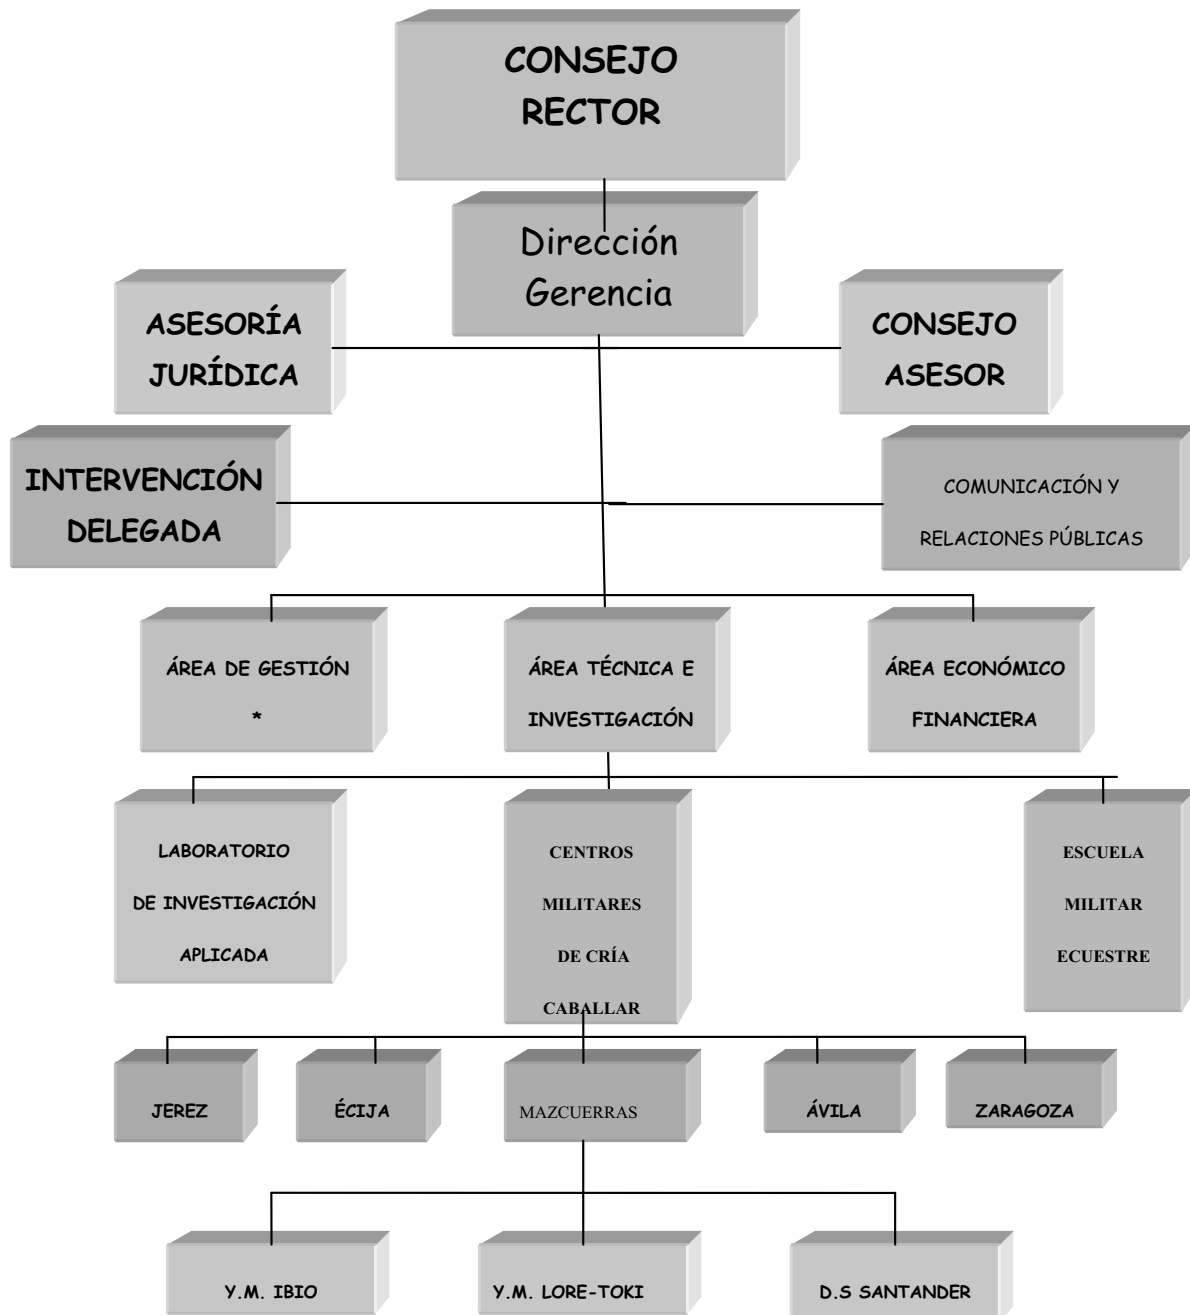 CONSEJO
RECTOR
Dirección
Gerencia
ASESORÍA
JURÍDICA
CONSEJO
ASESOR
INTERVENCIÓN
DELEGADA
COMUNICACIÓN Y
RELACIONES PÚBLICAS
ÁREA DE GESTIÓN
*
ÁREA TÉCNICA E
INVESTIGACIÓN
ÁREA ECONÓMICO
FINANCIERA
LABORATORIO
DE INVESTIGACIÓN
APLICADA
CENTROS
MILITARES
DE CRÍA
CABALLAR
ESCUELA
MILITAR
ECUESTRE
JEREZ
ÉCIJA
MAZCUERRAS
ÁVILA
ZARAGOZA
Y.M. IBIO
Y.M. LORE-TOKI
D.S SANTANDER